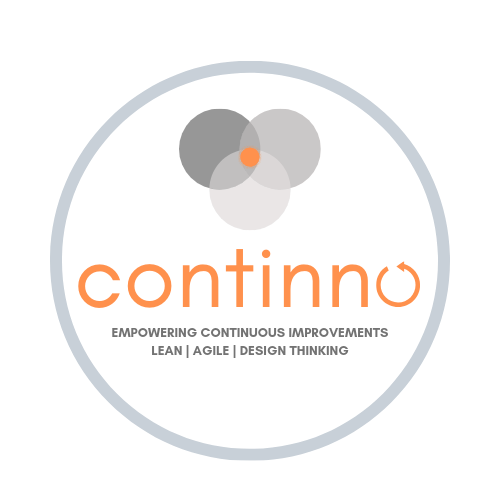 continno
EMPOWERING CONTINUOUS IMPROVEMENTS
LEAN | AGILE | DESIGN THINKING